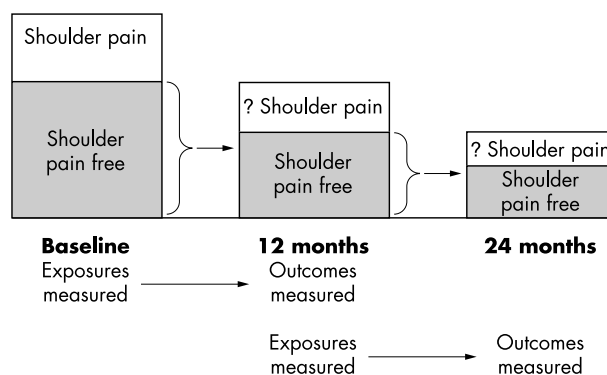 Shoulder pain
Shoulder
pain free
? Shoulder pain
Shoulder
pain free
? Shoulder pain
Shoulder
pain free
Baseline
12 months
24 months
Exposures
measured
Outcomes
measured
Exposures
measured
Outcomes
measured